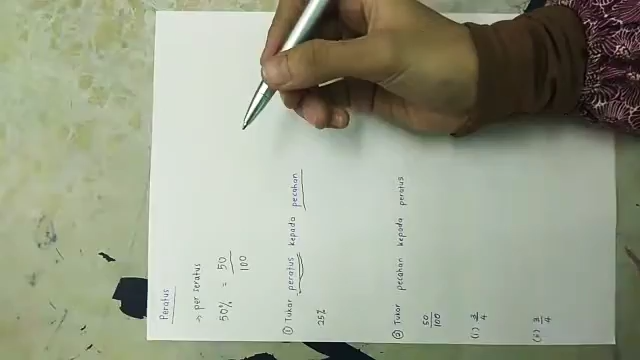 Peratus
→ per seratus
50% = 50/100
① Tukar peratus kepada pecahan
25%
② Tukar pecahan kepada peratus
50/100
(i) 3/4
(ii) 3/4